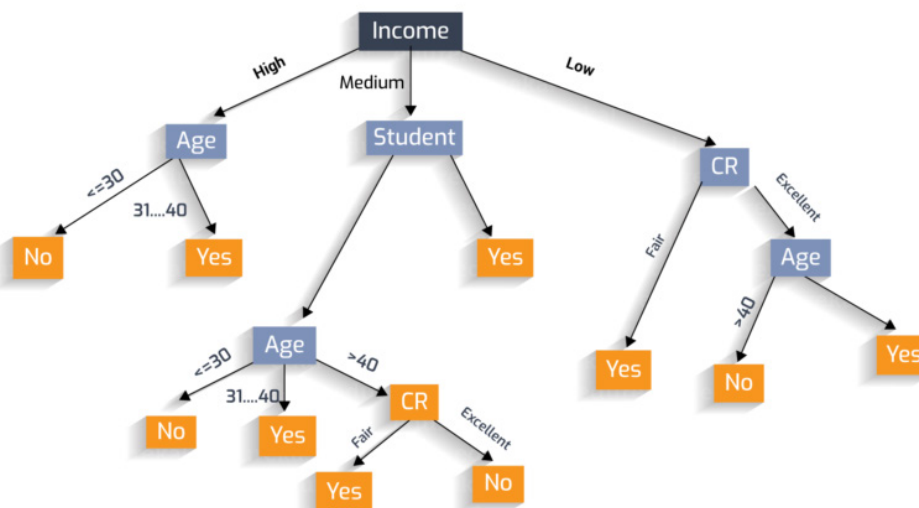 Income
High
Medium
Low
Age
Student
CR
<=30
31....40
Excellent
No
Yes
Yes
Fair
Age
Age
<=30
31....40
>40
>40
Yes
No
Yes
No
Yes
CR
Fair
Excellent
Yes
No